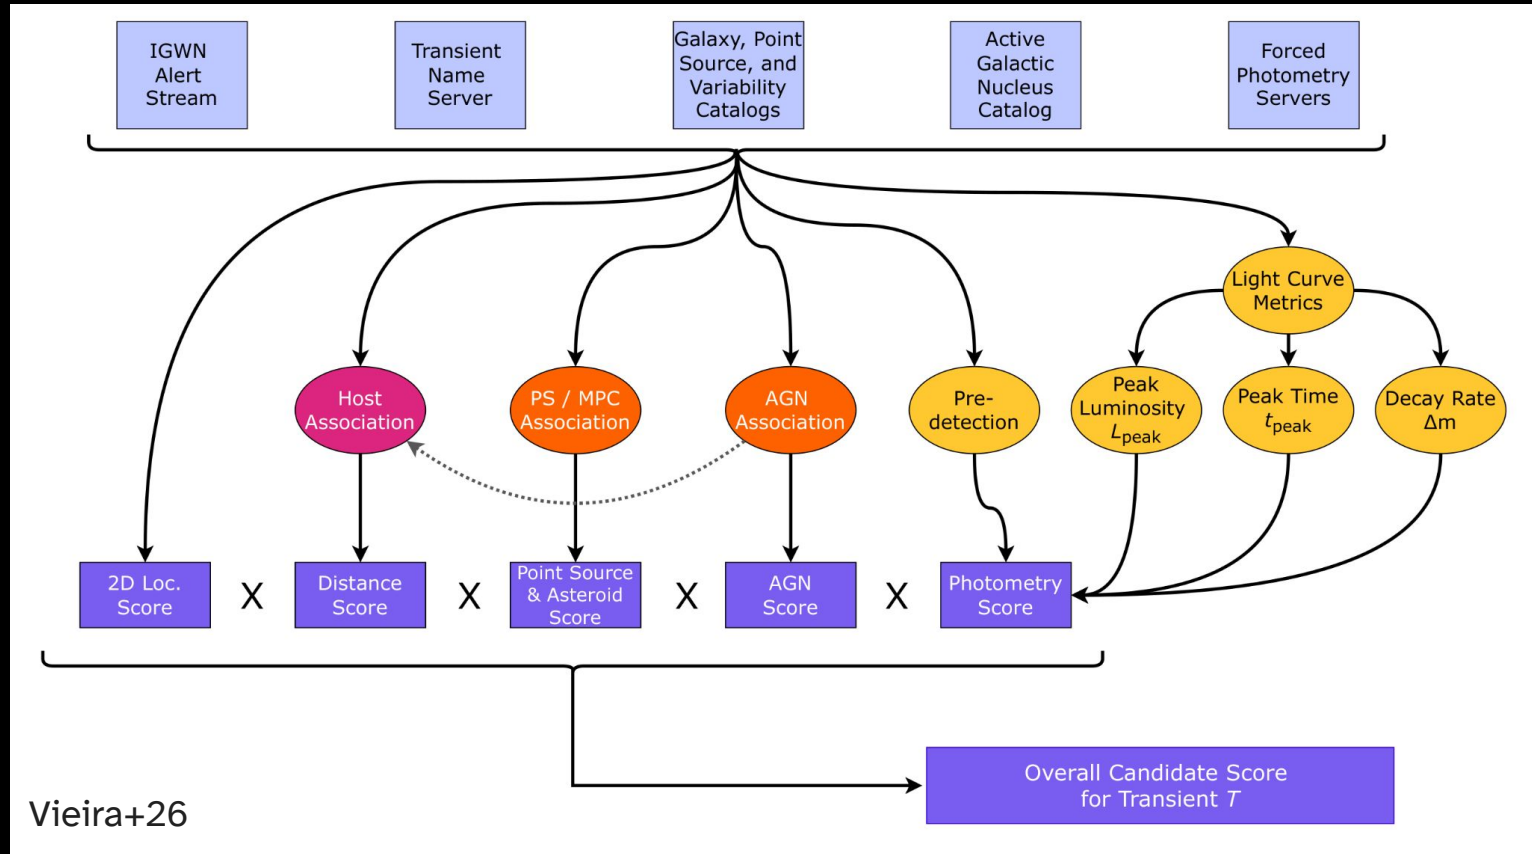 IGWN
Alert
Stream
Transient
Name
Server
Galaxy, Point
Source, and
Variability
Catalogs
Active
Galactic
Nucleus
Catalog
Forced
Photometry
Servers
Light Curve
Metrics
Host
Association
PS / MPC
Association
AGN
Association
Pre-
detection
Peak
Luminosity
Lpeak
Peak Time
tpeak
Decay Rate
Δm
2D Loc.
Score
X
Distance
Score
X
Point Source
& Asteroid
Score
X
AGN
Score
X
Photometry
Score
Overall Candidate Score
for Transient T
Vieira+26